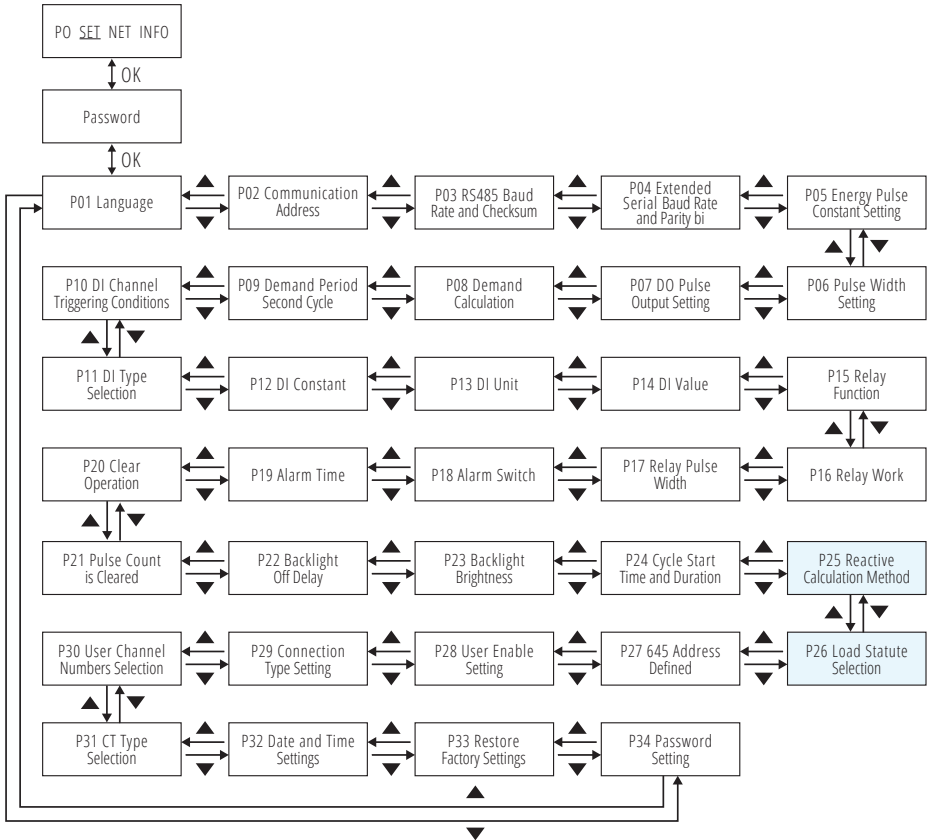 PO SET NET INFO
OK
Password
OK
P01 Language
P02 Communication
Address
P03 RS485 Baud
Rate and Checksum
P04 Extended
Serial Baud Rate
and Parity bi
P05 Energy Pulse
Constant Setting
P10 DI Channel
Triggering Conditions
P09 Demand Period
Second Cycle
P08 Demand
Calculation
P07 DO Pulse
Output Setting
P06 Pulse Width
Setting
P11 DI Type
Selection
P12 DI Constant
P13 DI Unit
P14 DI Value
P15 Relay
Function
P20 Clear
Operation
P19 Alarm Time
P18 Alarm Switch
P17 Relay Pulse
Width
P16 Relay Work
P21 Pulse Count
is Cleared
P22 Backlight
Off Delay
P23 Backlight
Brightness
P24 Cycle Start
Time and Duration
P25 Reactive
Calculation Method
P30 User Channel
Numbers Selection
P29 Connection
Type Setting
P28 User Enable
Setting
P27 645 Address
Defined
P26 Load Statute
Selection
P31 CT Type
Selection
P32 Date and Time
Settings
P33 Restore
Factory Settings
P34 Password
Setting